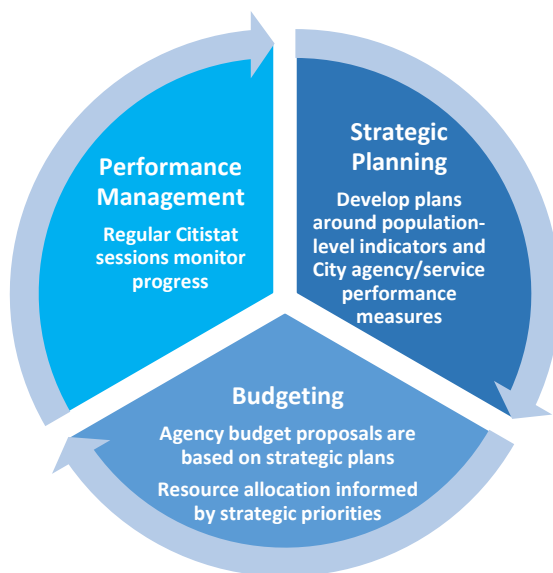 Performance
Management
Regular Citistat
sessions monitor
progress
Strategic
Planning
Develop plans
around population-
level indicators and
City agency/service
performance
measures
Budgeting
Agency budget proposals are
based on strategic plans
Resource allocation informed
by strategic priorities